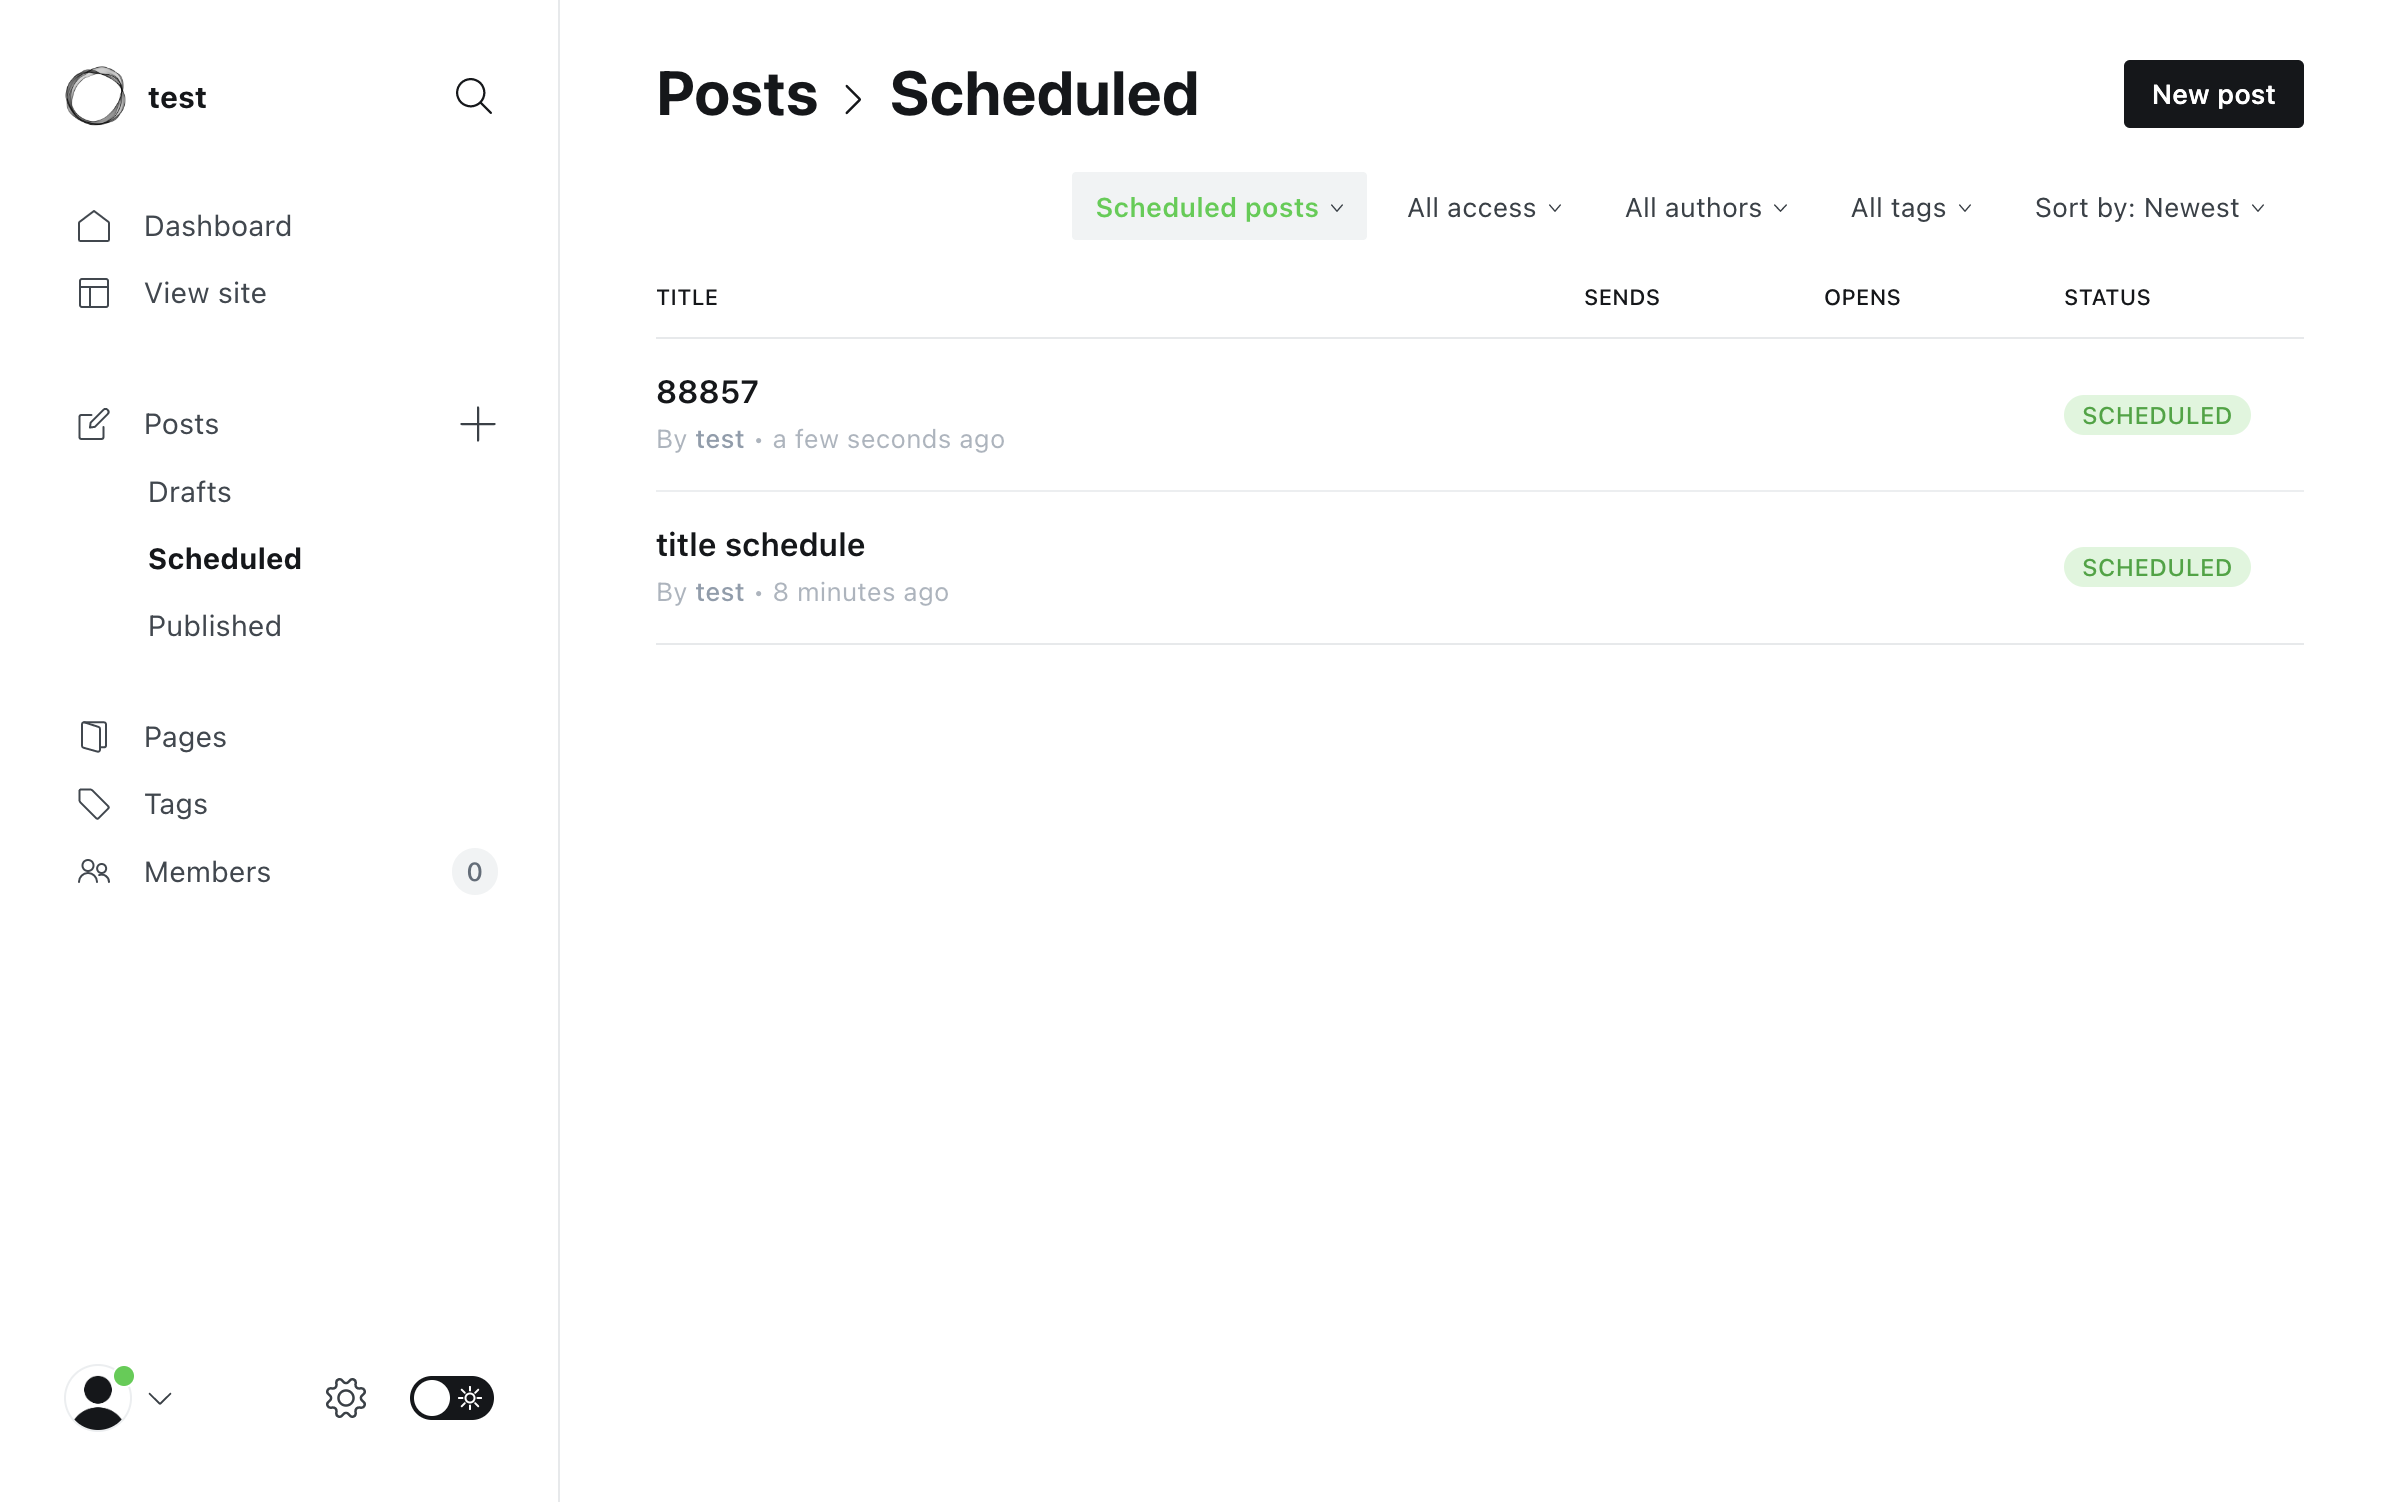 test
Dashboard
View site
Posts
Drafts
Scheduled
Published
Pages
Tags
Members 0
Posts > Scheduled
New post
Scheduled posts All access All authors All tags Sort by: Newest
TITLE SENDS OPENS STATUS
88857
By test • a few seconds ago
SCHEDULED
title schedule
By test • 8 minutes ago
SCHEDULED